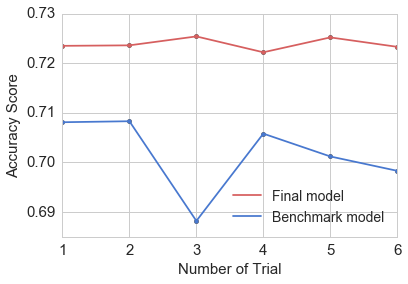 0.73
0.72
0.71
0.70
0.69
Accuracy Score
Final model
Benchmark model
1 2 3 4 5 6
Number of Trial